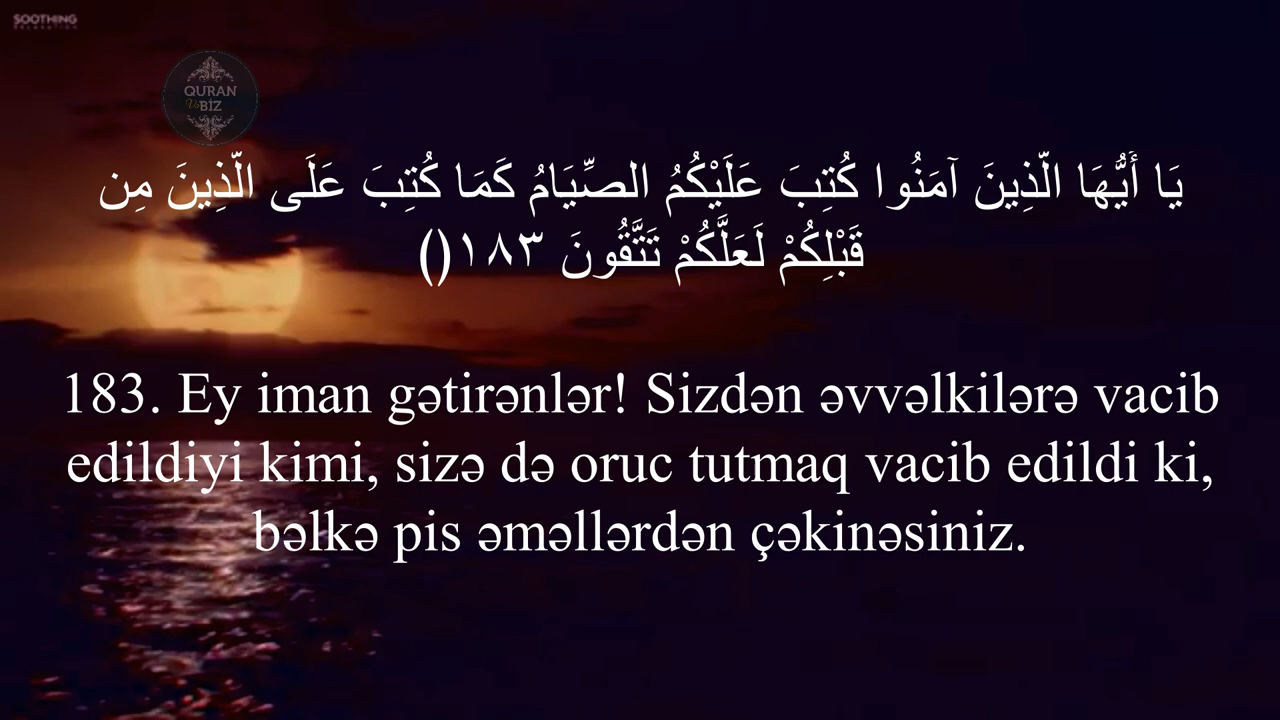 SOOTHING
RELAXATION
QURAN
Və BİZ
يَا أَيُّهَا الَّذِينَ آمَنُوا كُتِبَ عَلَيْكُمُ الصِّيَامُ كَمَا كُتِبَ عَلَى الَّذِينَ مِن
قَبْلِكُمْ لَعَلَّكُمْ تَتَّقُونَ ١٨٣()
183. Ey iman gətirənlər! Sizdən əvvəlkilərə vacib
edildiyi kimi, sizə də oruc tutmaq vacib edildi ki,
bəlkə pis əməllərdən çəkinəsiniz.